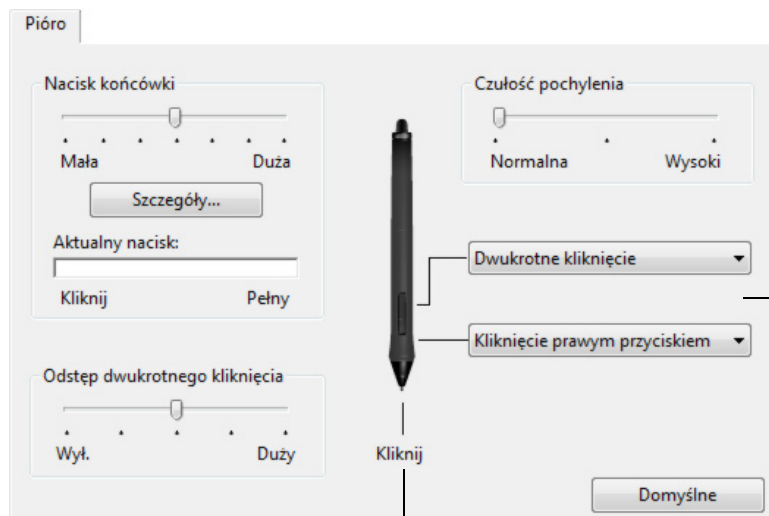 Pióro
Nacisk końcówki
Mała Duża
Szczegóły...
Aktualny nacisk:
Kliknij Pełny
Odstęp dwukrotnego kliknięcia
Wył. Duży
Czułość pochylenia
Normalna Wysoki
Dwukrotne kliknięcie
Kliknięcie prawym przyciskiem
Kliknij
Domyślne